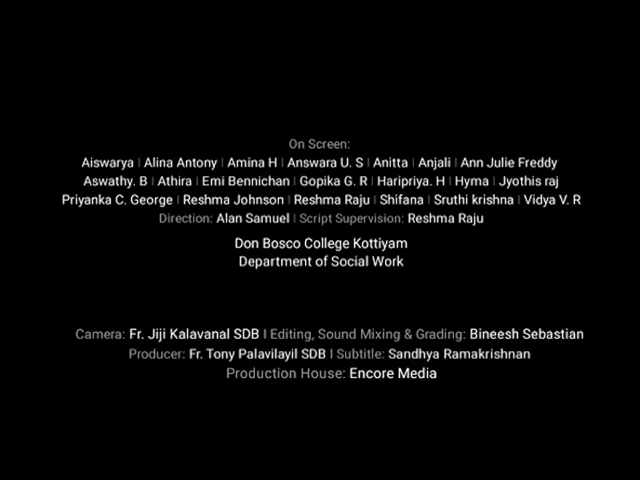 On Screen:
Aiswarya | Alina Antony | Amina H | Answara U. S | Anitta | Anjali | Ann Julie Freddy
Aswathy. B | Athira | Emi Bennichan | Gopika G. R | Haripriya. H | Hyma | Jyothis raj
Priyanka C. George | Reshma Johnson | Reshma Raju | Shifana | Sruthi krishna | Vidya V. R
Direction: Alan Samuel | Script Supervision: Reshma Raju
Don Bosco College Kottiyam
Department of Social Work
Camera: Fr. Jiji Kalavanal SDB | Editing, Sound Mixing & Grading: Bineesh Sebastian
Producer: Fr. Tony Palavilayil SDB | Subtitle: Sandhya Ramakrishnan
Production House: Encore Media